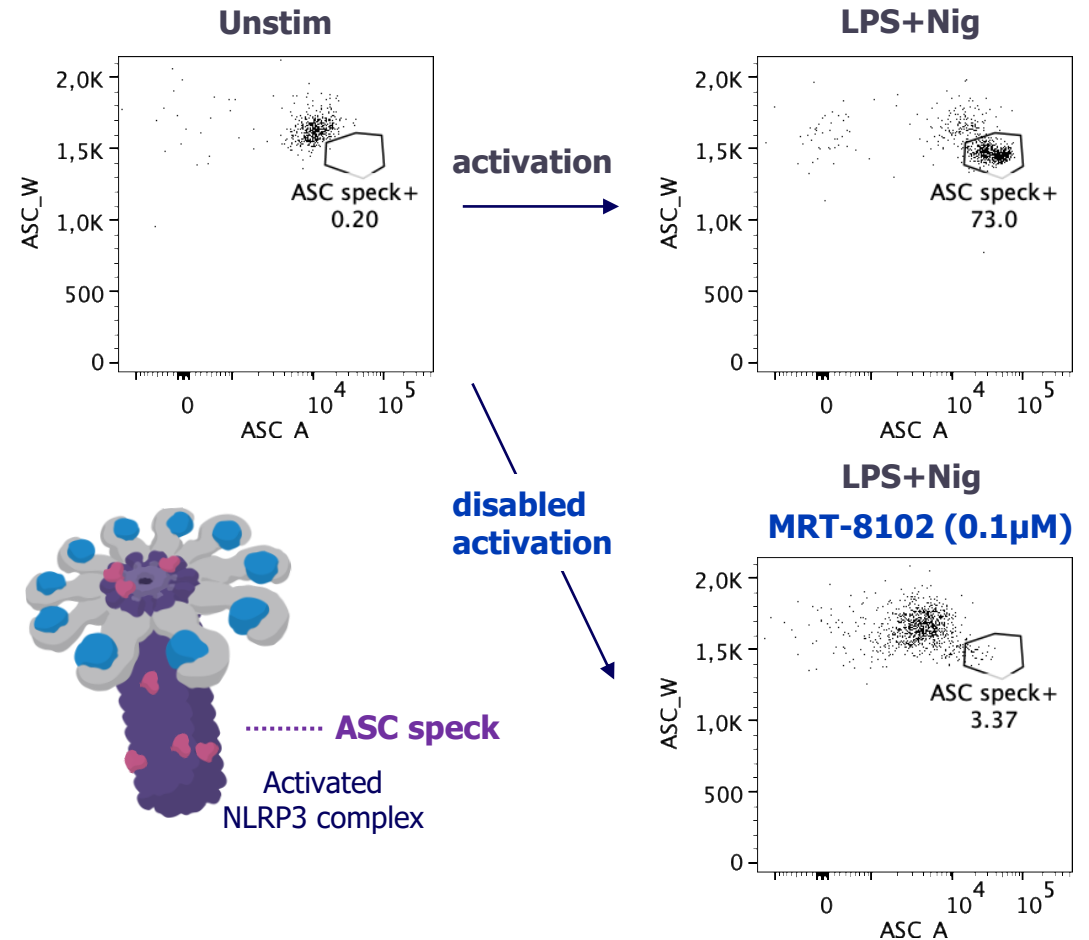 Unstim
2,0K
1,5K
1,0K
500
0
ASC_W
ASC speck+
0.20
0
10^4
10^5
ASC_A
activation
LPS+Nig
2,0K
1,5K
1,0K
500
0
ASC_W
ASC speck+
73.0
0
10^4
10^5
ASC_A
disabled
activation
LPS+Nig
MRT-8102 (0.1µM)
2,0K
1,5K
1,0K
500
0
ASC_W
ASC speck+
3.37
0
10^4
10^5
ASC_A
ASC speck
Activated
NLRP3 complex